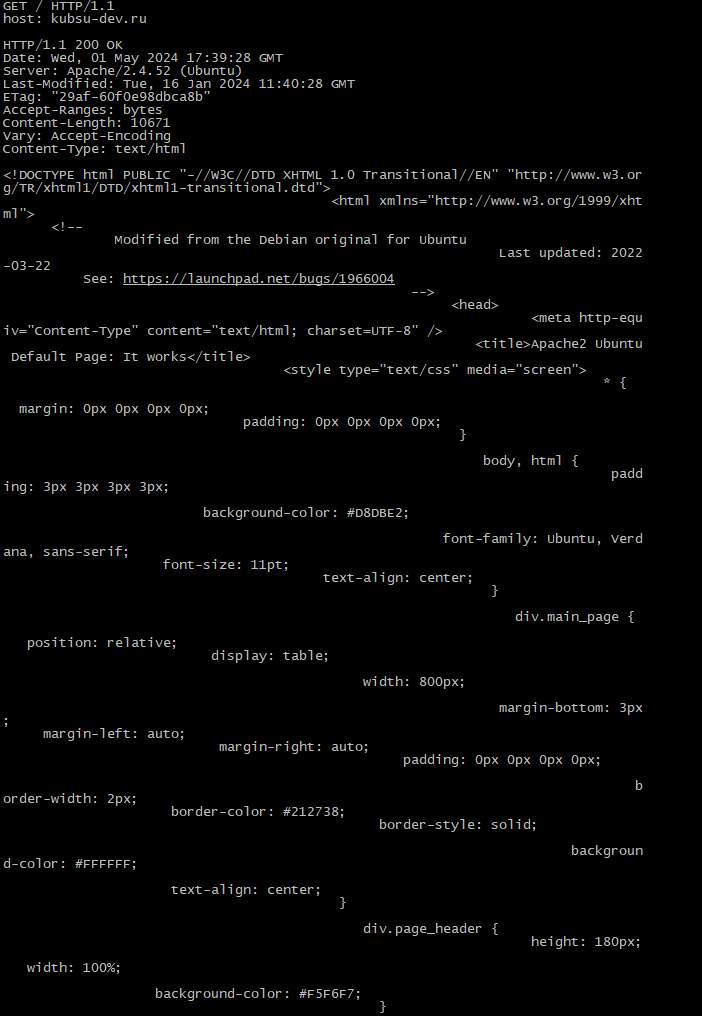 GET / HTTP/1.1
host: kubsu-dev.ru
HTTP/1.1 200 OK
Date: Wed, 01 May 2024 17:39:28 GMT
Server: Apache/2.4.52 (Ubuntu)
Last-Modified: Tue, 16 Jan 2024 11:40:28 GMT
ETag: "29af-60f0e98dbca8b"
Accept-Ranges: bytes
Content-Length: 10671
Vary: Accept-Encoding
Content-Type: text/html
<!DOCTYPE html PUBLIC "-//W3C//DTD XHTML 1.0 Transitional//EN" "http://www.w3.or
g/TR/xhtml1/DTD/xhtml1-transitional.dtd">
<html xmlns="http://www.w3.org/1999/xht
ml">
<!--
Modified from the Debian original for Ubuntu
Last updated: 2022
-03-22
See: https://launchpad.net/bugs/1966004
-->
<head>
<meta http-equ
iv="Content-Type" content="text/html; charset=UTF-8" />
<title>Apache2 Ubuntu
Default Page: It works</title>
<style type="text/css" media="screen">
* {
margin: 0px 0px 0px 0px;
padding: 0px 0px 0px 0px;
}
body, html {
padd
ing: 3px 3px 3px 3px;
background-color: #D8DBE2;
font-family: Ubuntu, Verd
ana, sans-serif;
font-size: 11pt;
text-align: center;
}
div.main_page {
position: relative;
display: table;
width: 800px;
margin-bottom: 3px
;
margin-left: auto;
margin-right: auto;
padding: 0px 0px 0px 0px;
b
order-width: 2px;
border-color: #212738;
border-style: solid;
backgroun
d-color: #FFFFFF;
text-align: center;
}
div.page_header {
height: 180px;
width: 100%;
background-color: #F5F6F7;
}